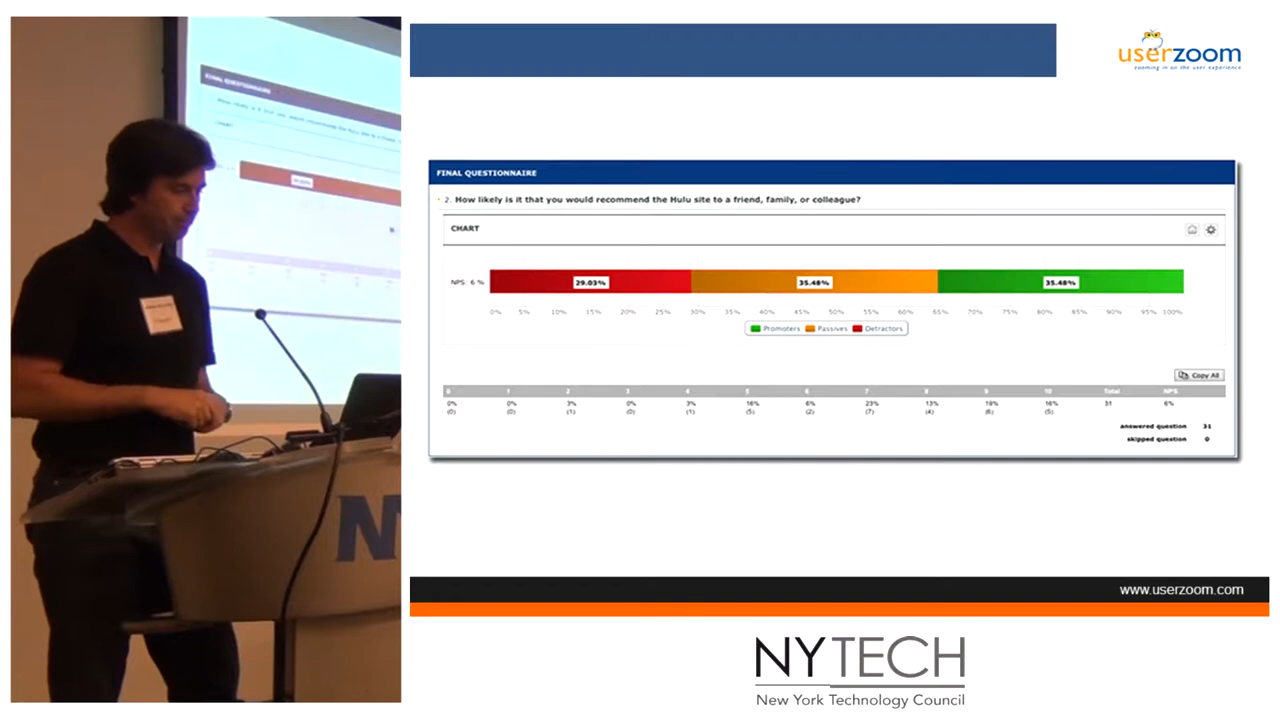 userzoom
zooming in on the user experience
FINAL QUESTIONNAIRE
FINAL QUESTIONNAIRE
2. How likely is it that you would recommend the Hulu site to a friend, family, or colleague?
CHART
NPS: 6 % 29.03% 35.48% 35.48%
0% 5% 10% 15% 20% 25% 30% 35% 40% 45% 50% 55% 60% 65% 70% 75% 80% 85% 90% 95% 100%
Promoters Passives Detractors
Copy All
0 1 2 3 4 5 6 7 8 9 10 Total NPS
0% 0% 3% 0% 3% 16% 6% 23% 13% 19% 16% 31 6%
(0) (0) (1) (0) (1) (5) (2) (7) (4) (6) (5)
answered question 31
skipped question 0
www.userzoom.com
NYTECH
New York Technology Council